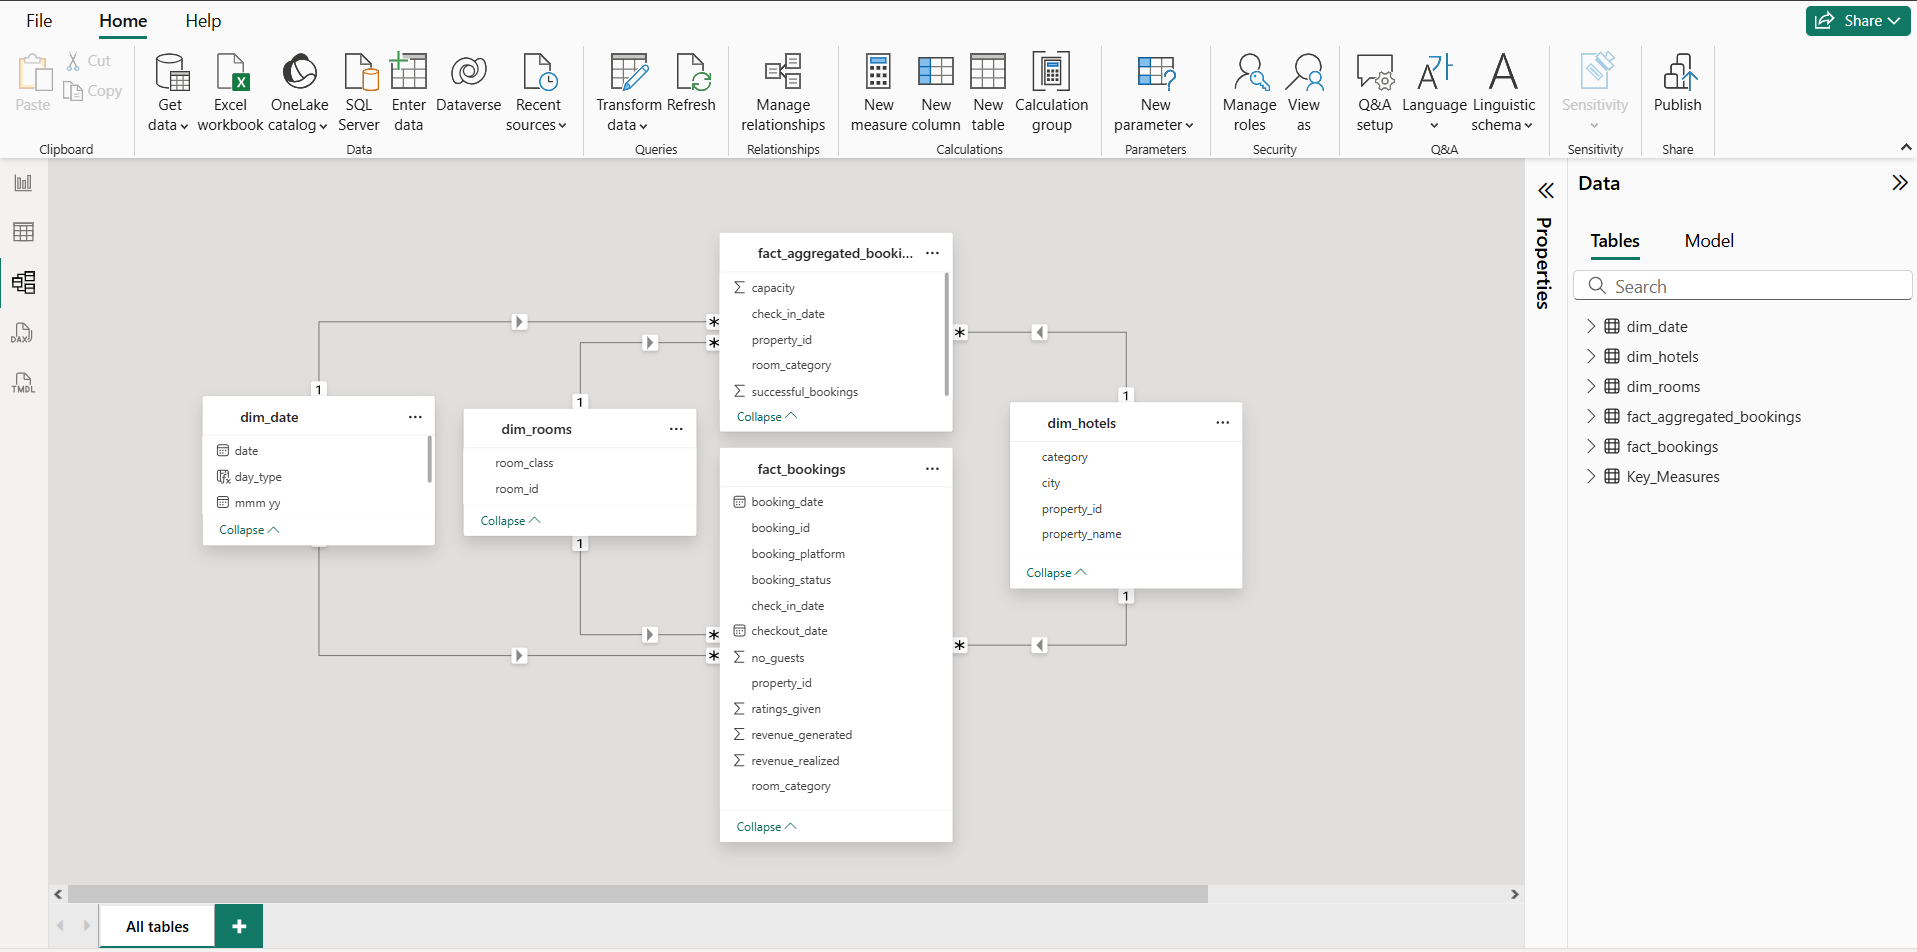 File Home Help Share
Paste Cut Copy
Get data Excel workbook OneLake catalog SQL Server Enter data Dataverse Recent sources
Transform data Refresh
Manage relationships
New measure New column New table Calculation group
New parameter
Manage roles View as
Q&A setup Language Linguistic schema
Sensitivity
Publish
Clipboard Data Queries Relationships Calculations Parameters Security Q&A Sensitivity Share
DAX
TMDL
fact_aggregated_booki...
capacity
check_in_date
property_id
room_category
successful_bookings
Collapse
dim_date
date
day_type
mmm yy
Collapse
dim_rooms
room_class
room_id
Collapse
fact_bookings
booking_date
booking_id
booking_platform
booking_status
check_in_date
checkout_date
no_guests
property_id
ratings_given
revenue_generated
revenue_realized
room_category
Collapse
dim_hotels
category
city
property_id
property_name
Collapse
1
1
1
1
1
*
*
*
*
*
*
Properties
Data
Tables Model
Search
dim_date
dim_hotels
dim_rooms
fact_aggregated_bookings
fact_bookings
Key_Measures
All tables